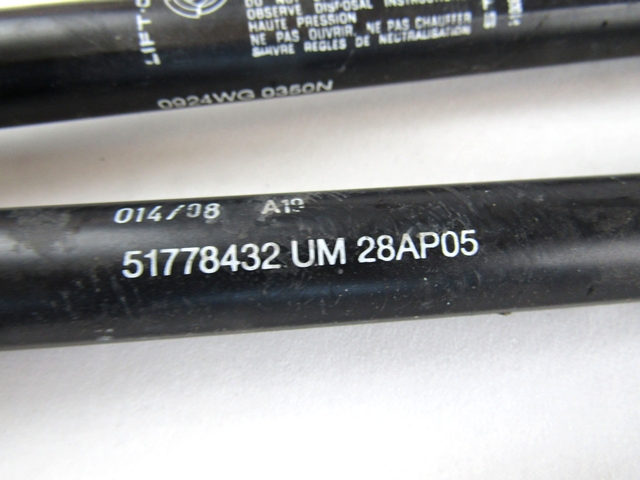 LIFT-O
OBSERVE DISPOSAL INSTRUCTIONS
HAUTE PRESSION
NE PAS OUVRIR, NE PAS CHAUFFER
SUIVRE REGLES DE NEUTRALISATION
0924WG 0350N
014/08 A19
51778432 UM 28AP05